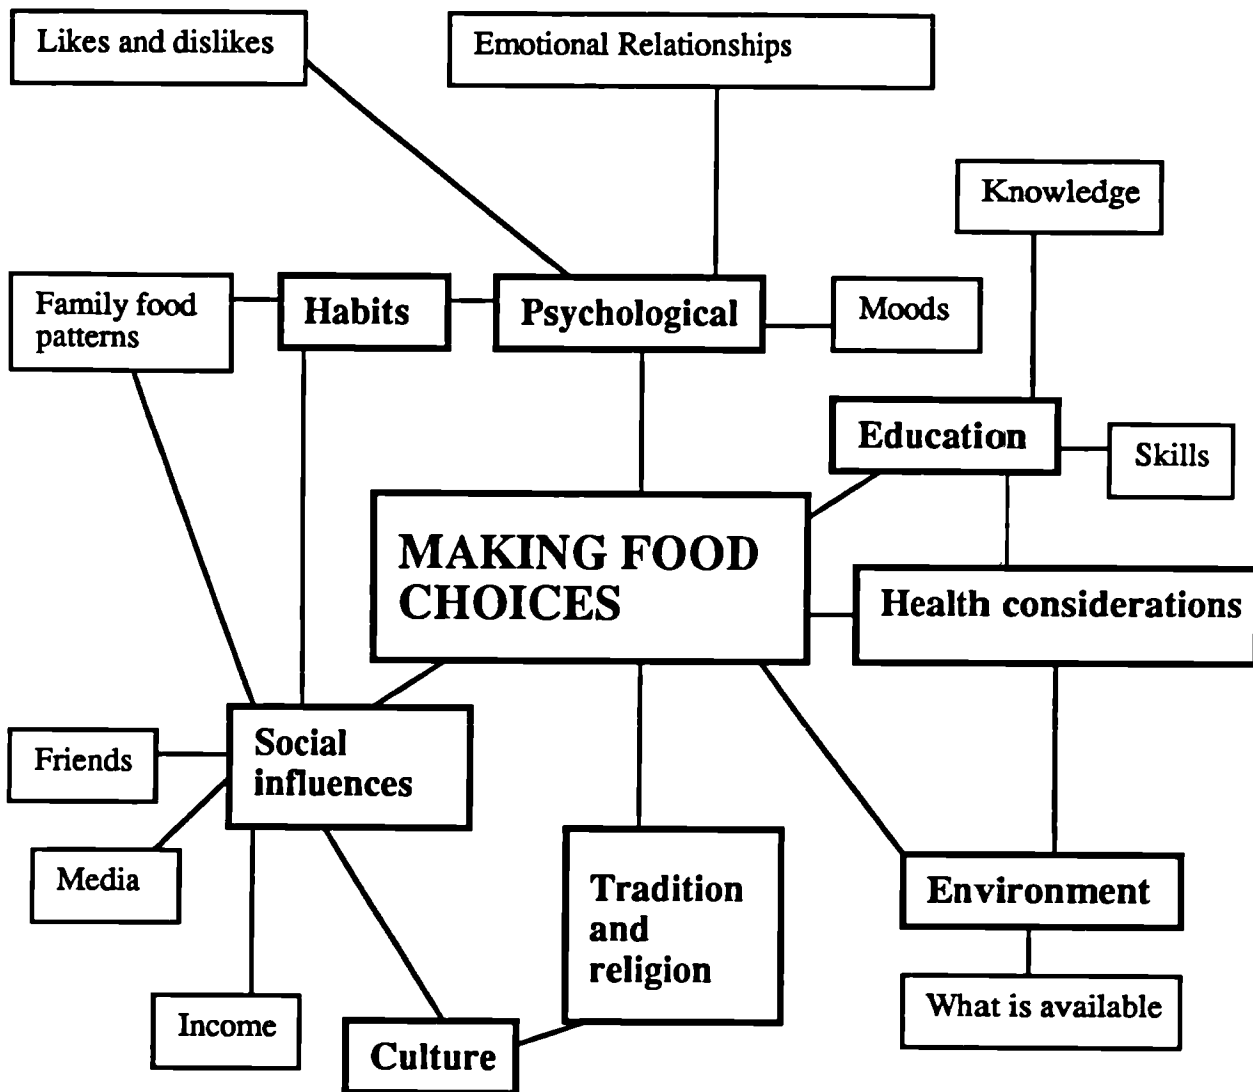 Likes and dislikes
Emotional Relationships
Knowledge
Family food
patterns
Habits
Psychological
Moods
Education
Skills
MAKING FOOD
CHOICES
Health considerations
Social
influences
Friends
Media
Tradition
and
religion
Environment
Income
Culture
What is available